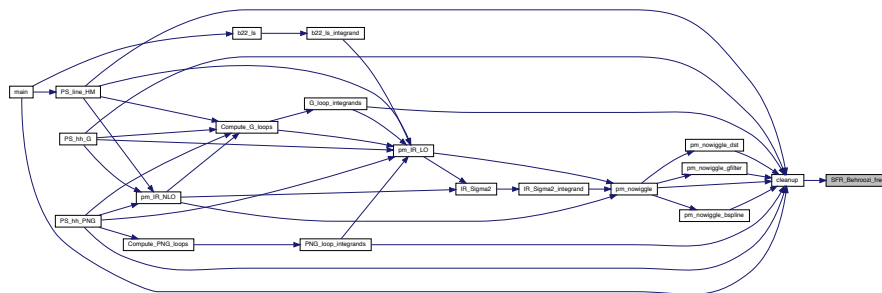 main
PS_line_HM
PS_hh_G
PS_hh_PNG
b22_ls
b22_ls_integrand
Compute_G_loops
pm_IR_NLO
Compute_PNG_loops
G_loop_integrands
PNG_loop_integrands
pm_IR_LO
IR_Sigma2
IR_Sigma2_integrand
pm_nowiggle
pm_nowiggle_dst
pm_nowiggle_gfilter
pm_nowiggle_bspline
cleanup
SFR_Behroozi_free